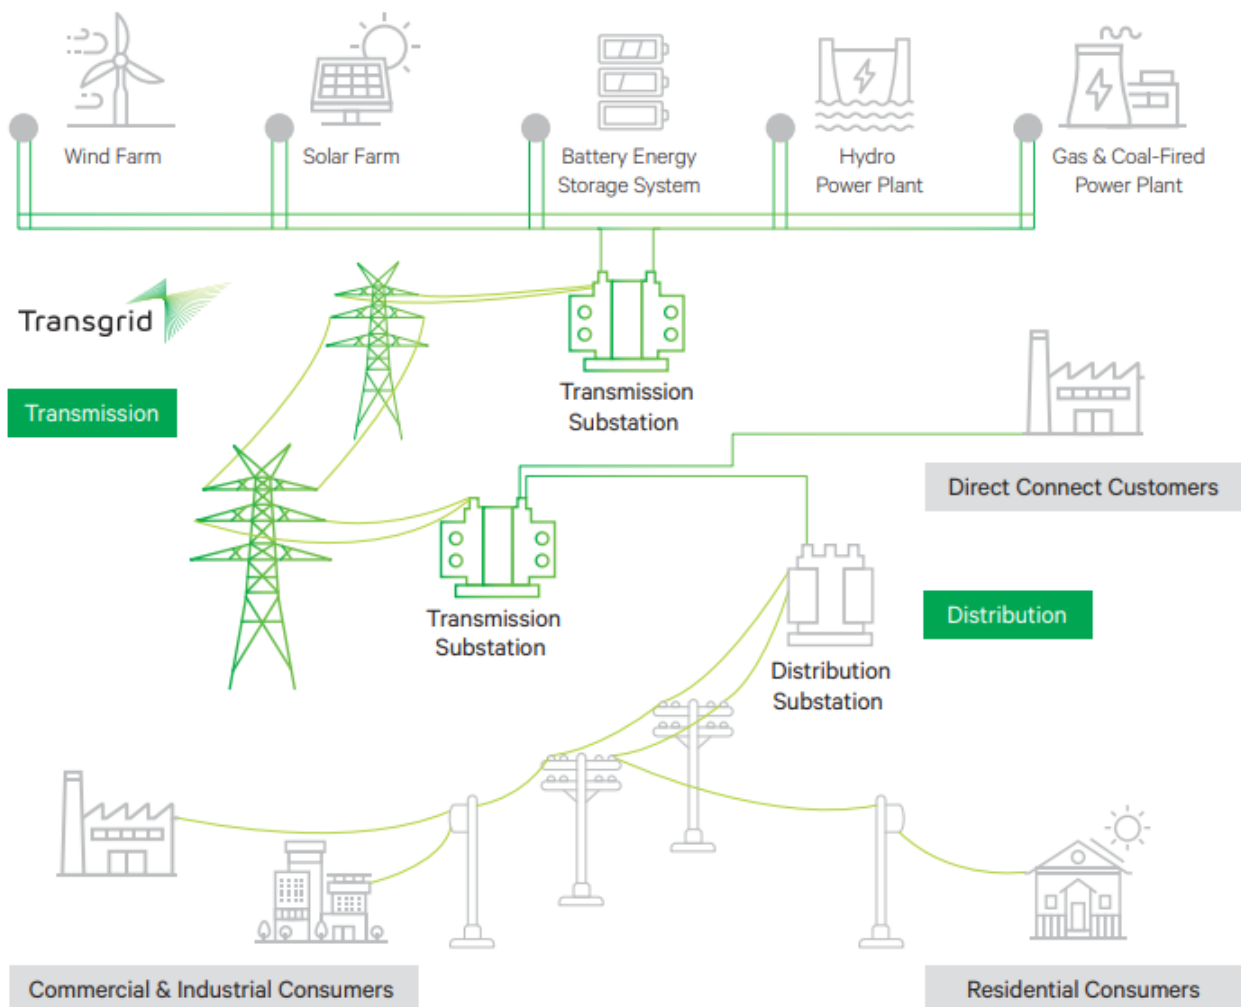 Wind Farm
Solar Farm
Battery Energy
Storage System
Hydro
Power Plant
Gas & Coal-Fired
Power Plant
Transgrid
Transmission
Transmission
Substation
Direct Connect Customers
Transmission
Substation
Distribution
Distribution
Substation
Commercial & Industrial Consumers
Residential Consumers